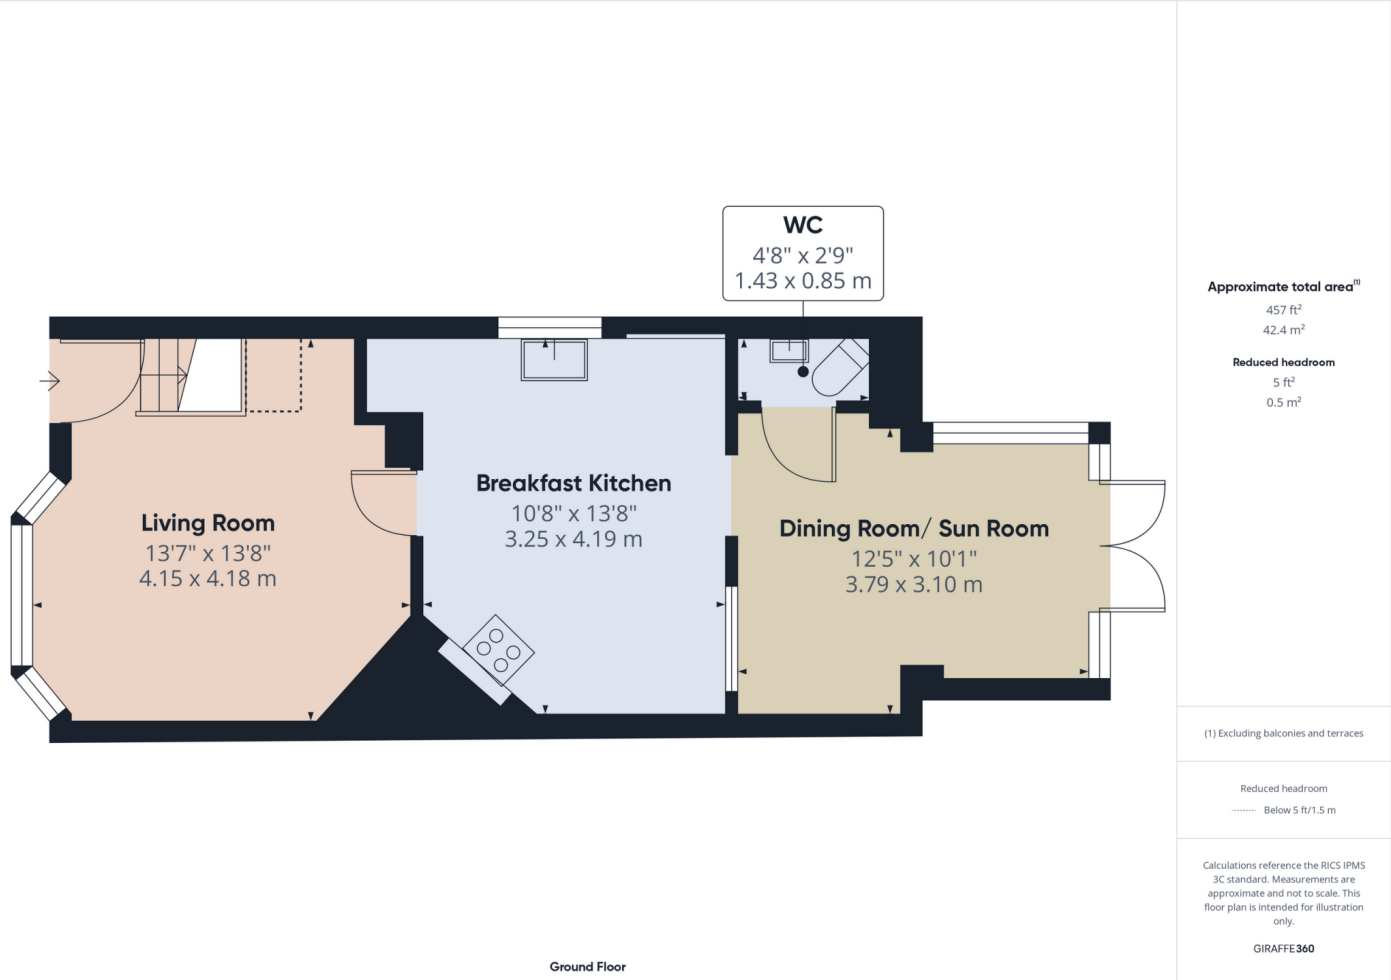 WC
4'8" x 2'9"
1.43 x 0.85 m
Living Room
13'7" x 13'8"
4.15 x 4.18 m
Breakfast Kitchen
10'8" x 13'8"
3.25 x 4.19 m
Dining Room/ Sun Room
12'5" x 10'1"
3.79 x 3.10 m
Ground Floor
Approximate total area(1)
457 ft²
42.4 m²
Reduced headroom
5 ft²
0.5 m²
(1) Excluding balconies and terraces
Reduced headroom
Below 5 ft/1.5 m
Calculations reference the RICS IPMS
3C standard. Measurements are
approximate and not to scale. This
floor plan is intended for illustration
only.
GIRAFFE360